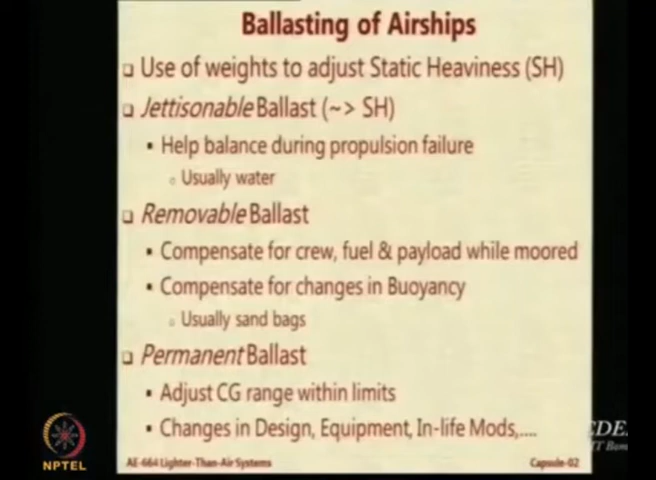 Ballasting of Airships
Use of weights to adjust Static Heaviness (SH)
Jettisonable Ballast (~> SH)
Help balance during propulsion failure
Usually water
Removable Ballast
Compensate for crew, fuel & payload while moored
Compensate for changes in Buoyancy
Usually sand bags
Permanent Ballast
Adjust CG range within limits
Changes in Design, Equipment, In-life Mods,....
NPTEL
AE-664 Lighter-Than-Air Systems
Capsule-02